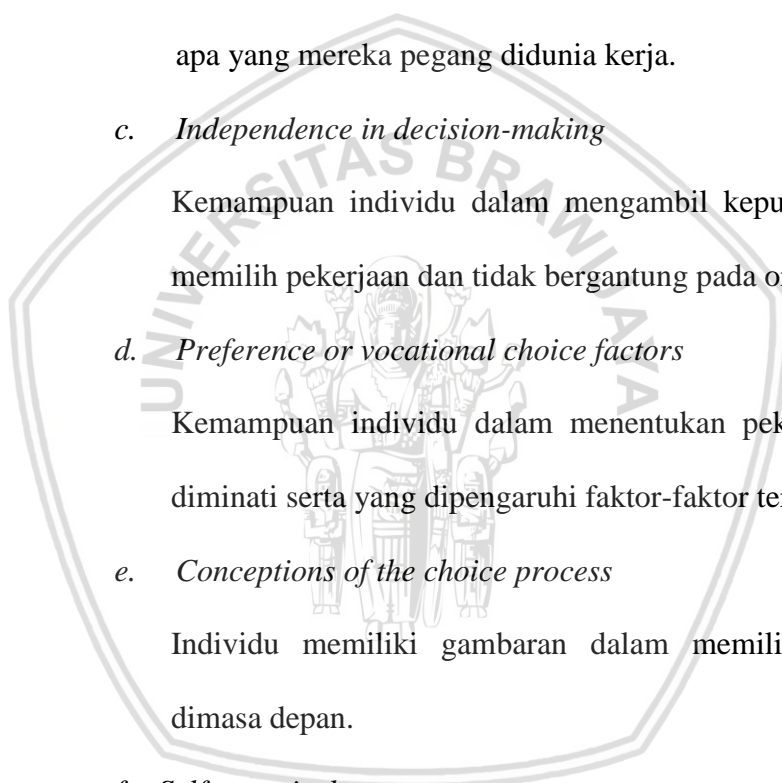 apa yang mereka pegang didunia kerja.
c. Independence in decision-making
Kemampuan individu dalam mengambil kepu
memilih pekerjaan dan tidak bergantung pada o
d. Preference or vocational choice factors
Kemampuan individu dalam menentukan pek
diminati serta yang dipengaruhi faktor-faktor te
e. Conceptions of the choice process
Individu memiliki gambaran dalam memili
dimasa depan.
UNIVERSITAS BRAWIJAYA